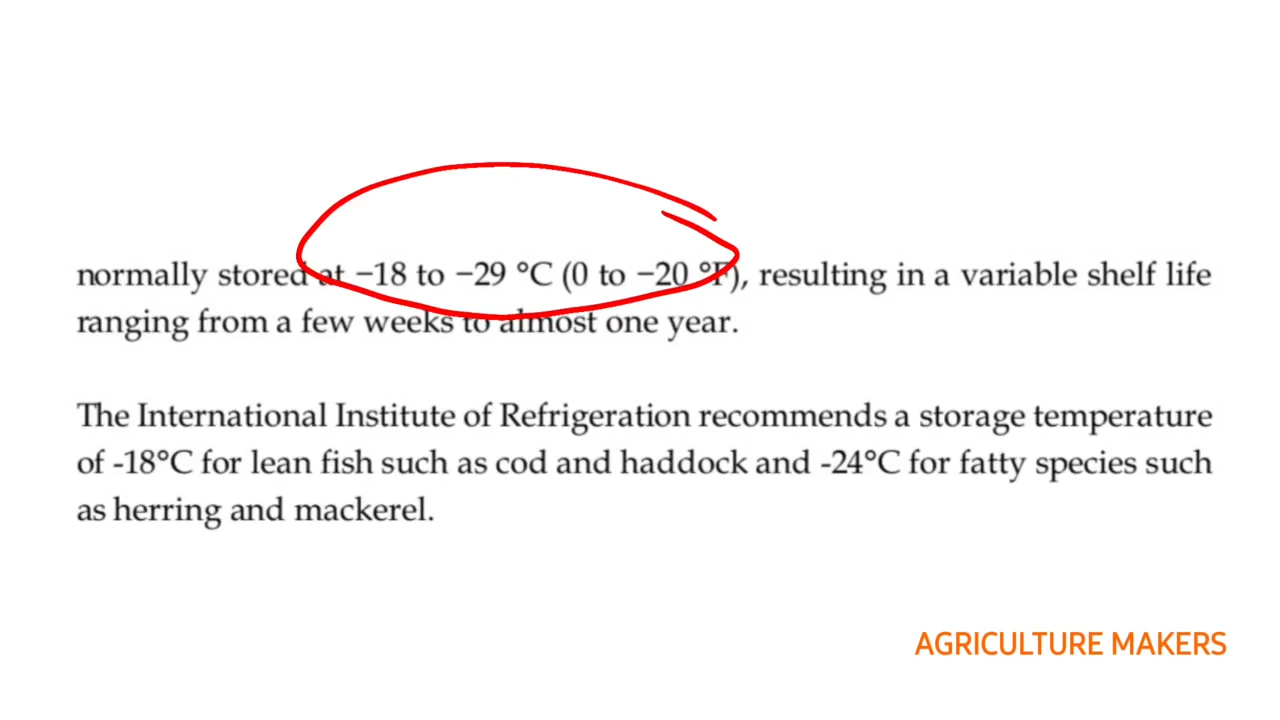 normally stored at −18 to −29 °C (0 to −20 °F), resulting in a variable shelf life
ranging from a few weeks to almost one year.
The International Institute of Refrigeration recommends a storage temperature
of -18°C for lean fish such as cod and haddock and -24°C for fatty species such
as herring and mackerel.
AGRICULTURE MAKERS